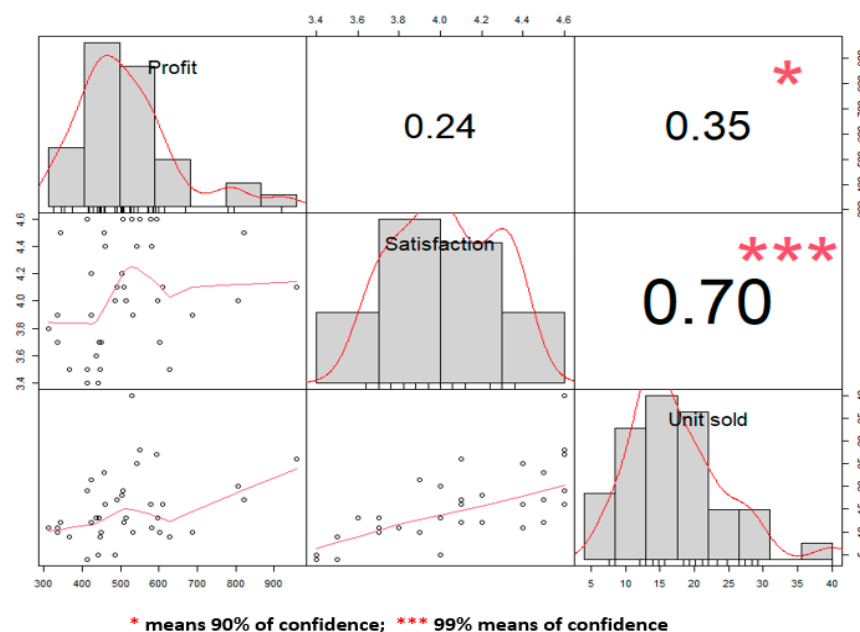 3.4 3.6 3.8 4.0 4.2 4.4 4.6
Profit
0.24
0.35
*
3.4 3.6 3.8 4.0 4.2 4.4 4.6
Satisfaction
0.70
***
Unit sold
300 400 500 600 700 800 900
5 10 15 20 25 30 35 40
* means 90% of confidence; *** 99% means of confidence